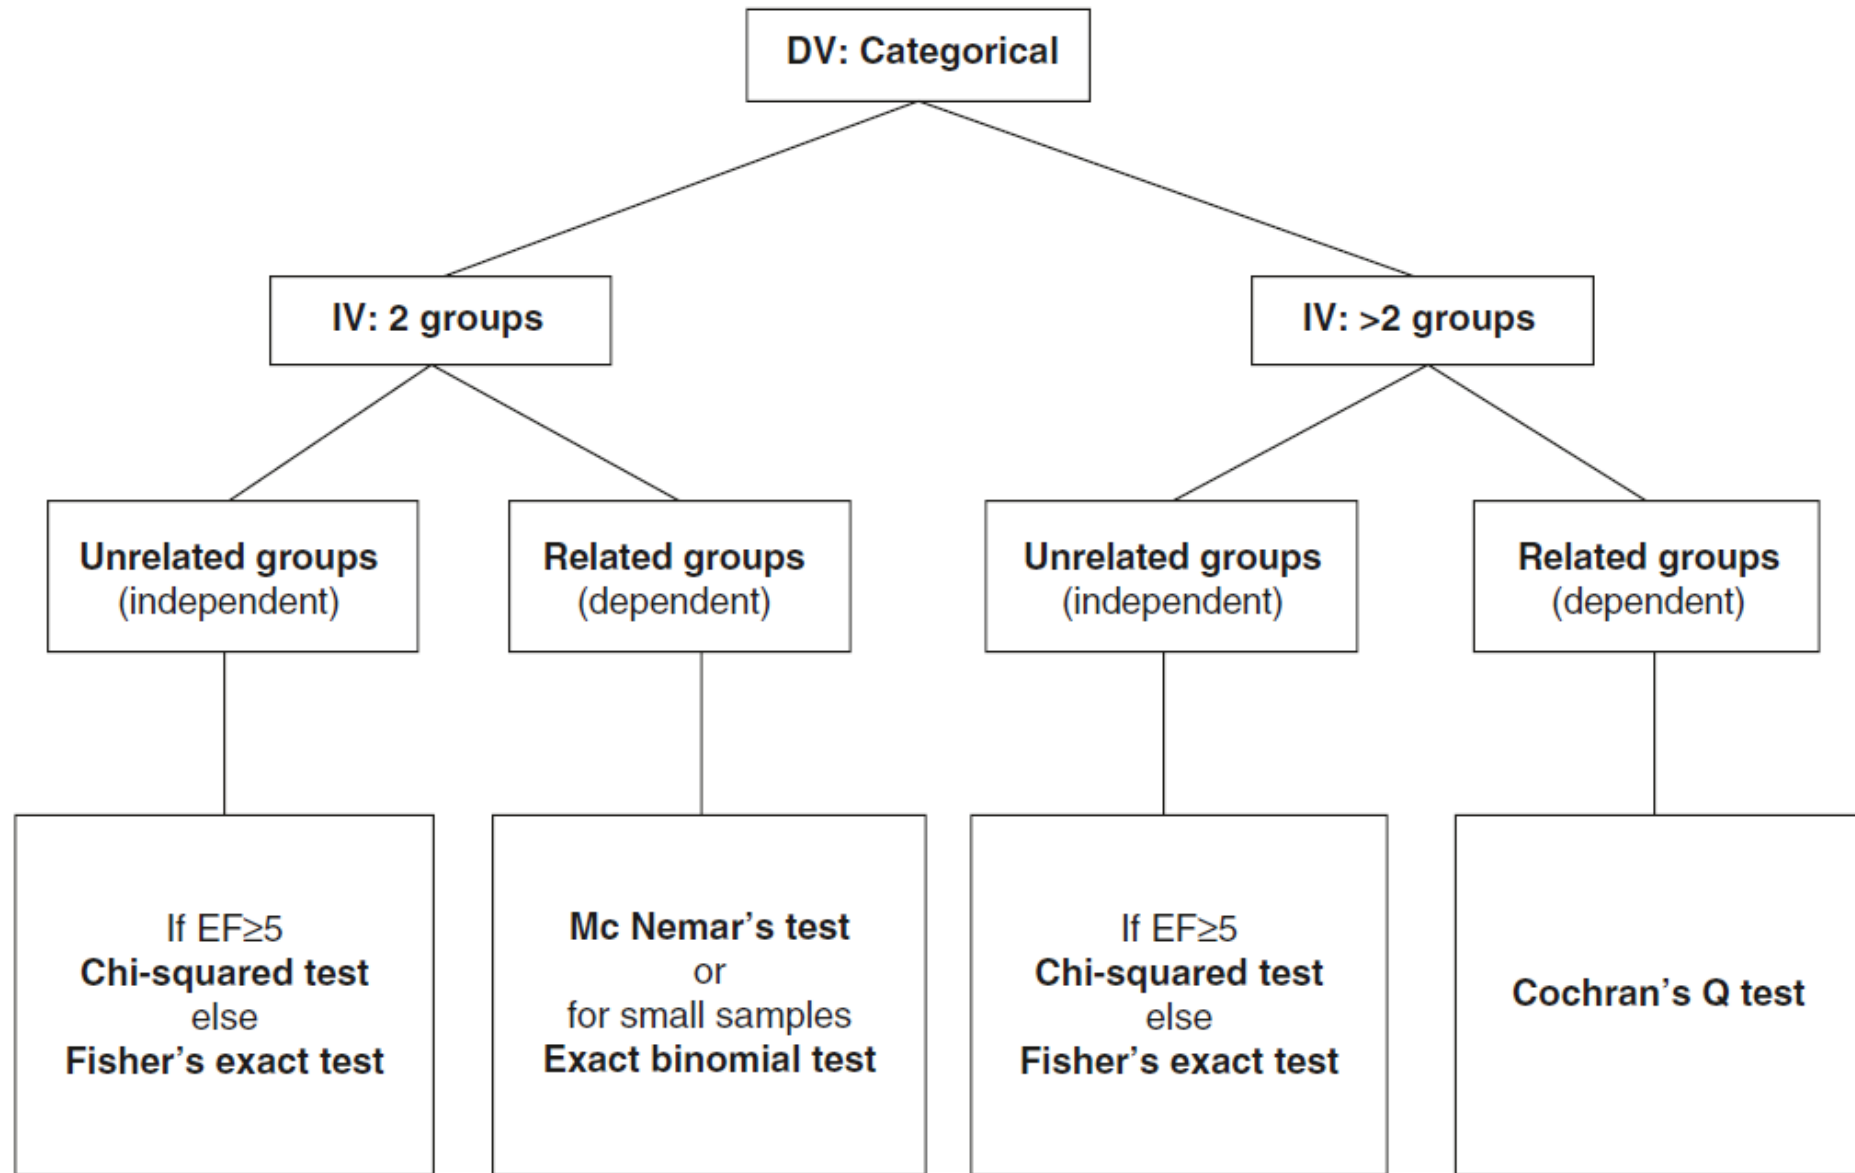 DV: Categorical
IV: 2 groups
IV: >2 groups
Unrelated groups
(independent)
Related groups
(dependent)
Unrelated groups
(independent)
Related groups
(dependent)
If EF≥5
Chi-squared test
else
Fisher’s exact test
Mc Nemar’s test
or
for small samples
Exact binomial test
If EF≥5
Chi-squared test
else
Fisher’s exact test
Cochran’s Q test